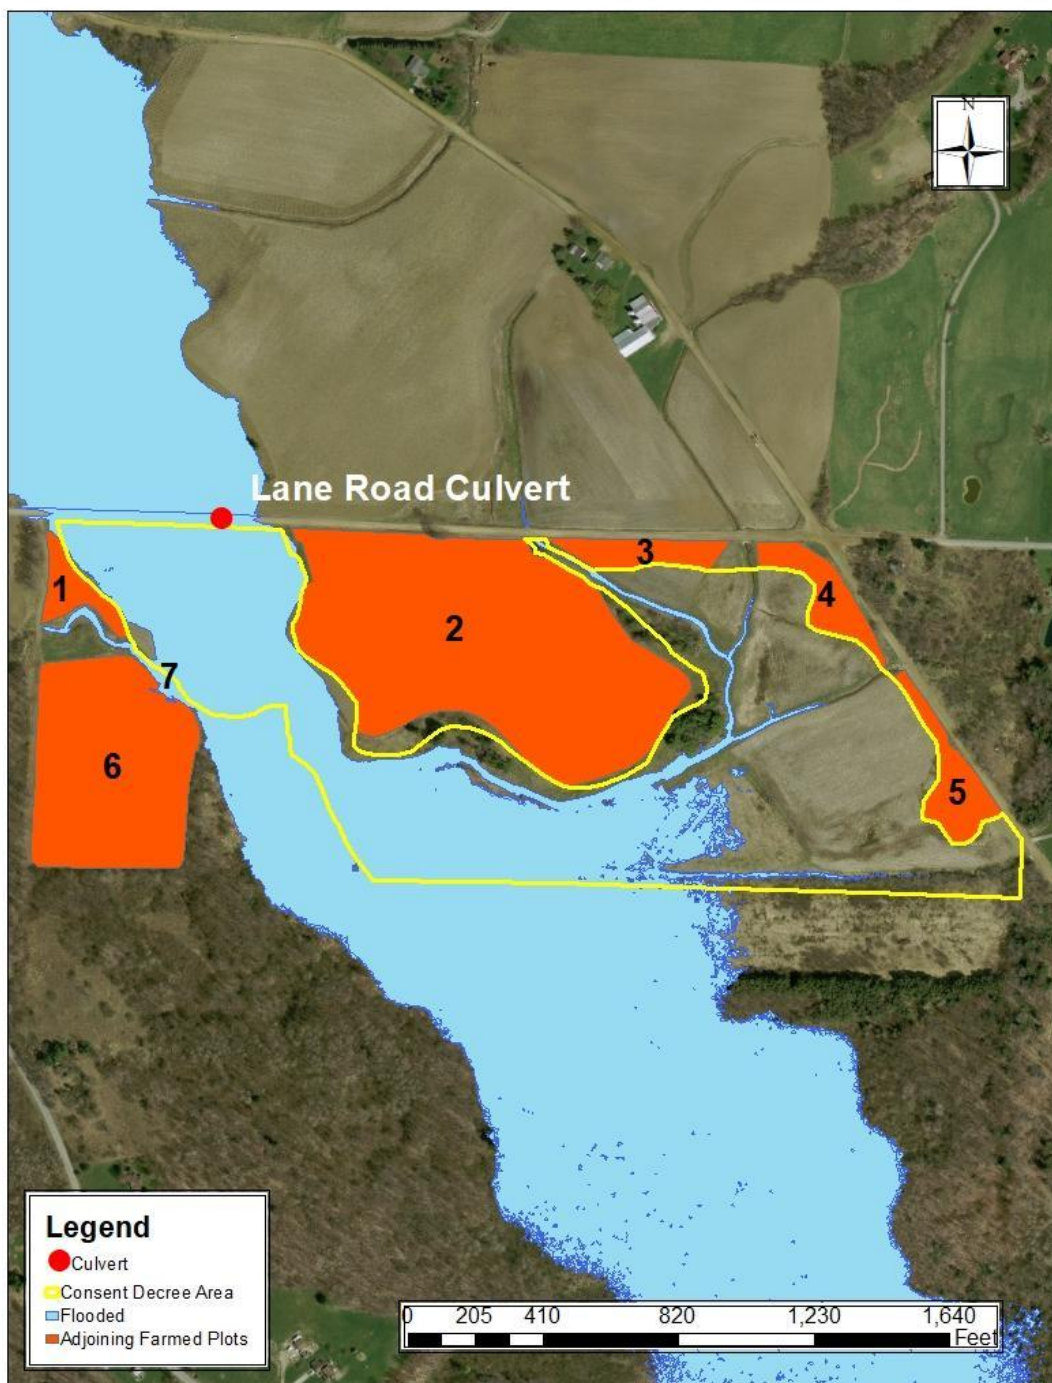 N
Lane Road Culvert
1
2
3
4
5
6
7
Legend
Culvert
Consent Decree Area
Flooded
Adjoining Farmed Plots
0 205 410 820 1,230 1,640
Feet